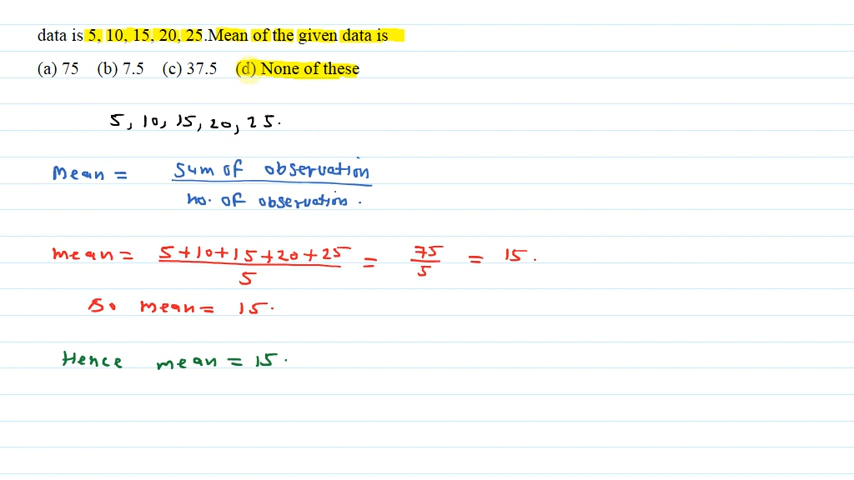 data is 5, 10, 15, 20, 25.Mean of the given data is
(a) 75 (b) 7.5 (c) 37.5 (d) None of these
5, 10, 15, 20, 25.
Mean = sum of observation / no. of observation.
mean = 5+10+15+20+25 / 5 = 75 / 5 = 15.
So mean = 15.
Hence mean = 15.